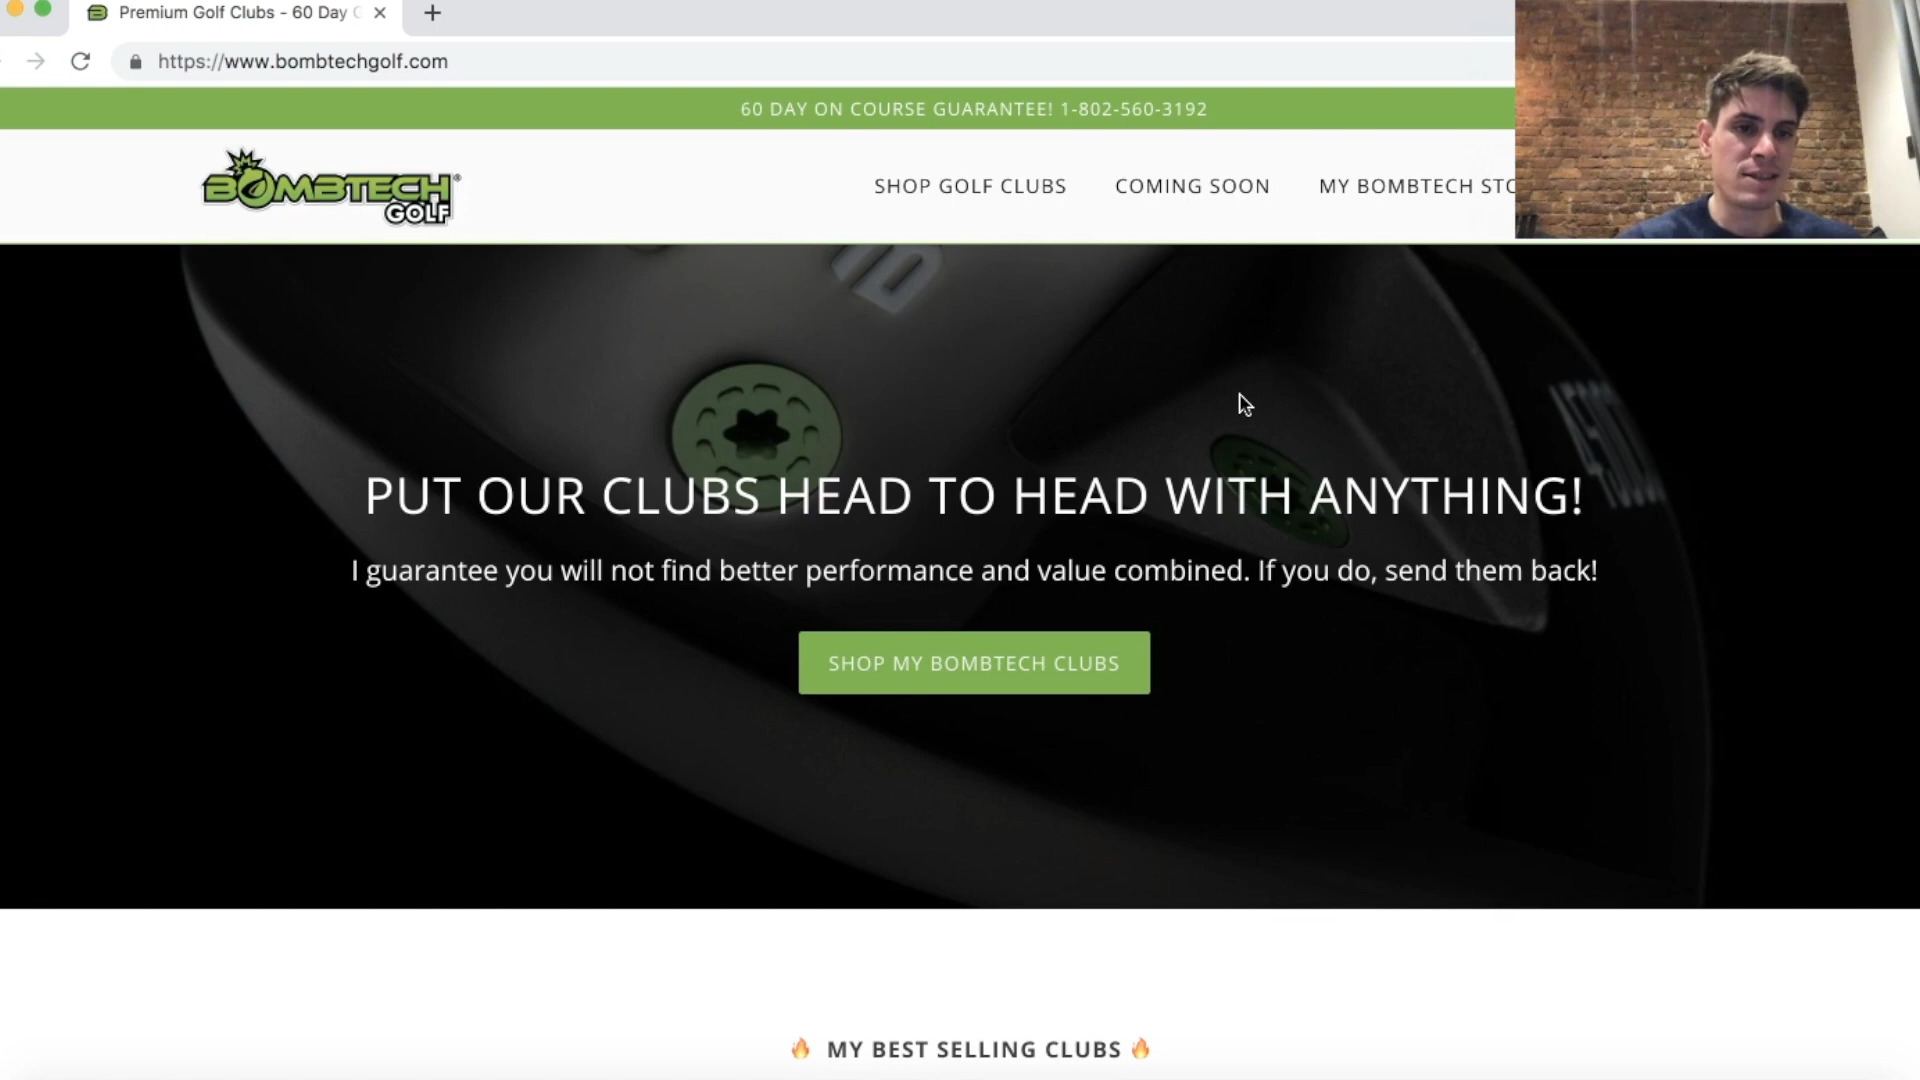 Premium Golf Clubs - 60 Day
https://www.bombtechgolf.com
60 DAY ON COURSE GUARANTEE! 1-802-560-3192
BOMBTECH®
GOLF
SHOP GOLF CLUBS COMING SOON MY BOMBTECH STO
PUT OUR CLUBS HEAD TO HEAD WITH ANYTHING!
I guarantee you will not find better performance and value combined. If you do, send them back!
SHOP MY BOMBTECH CLUBS
🔥 MY BEST SELLING CLUBS 🔥